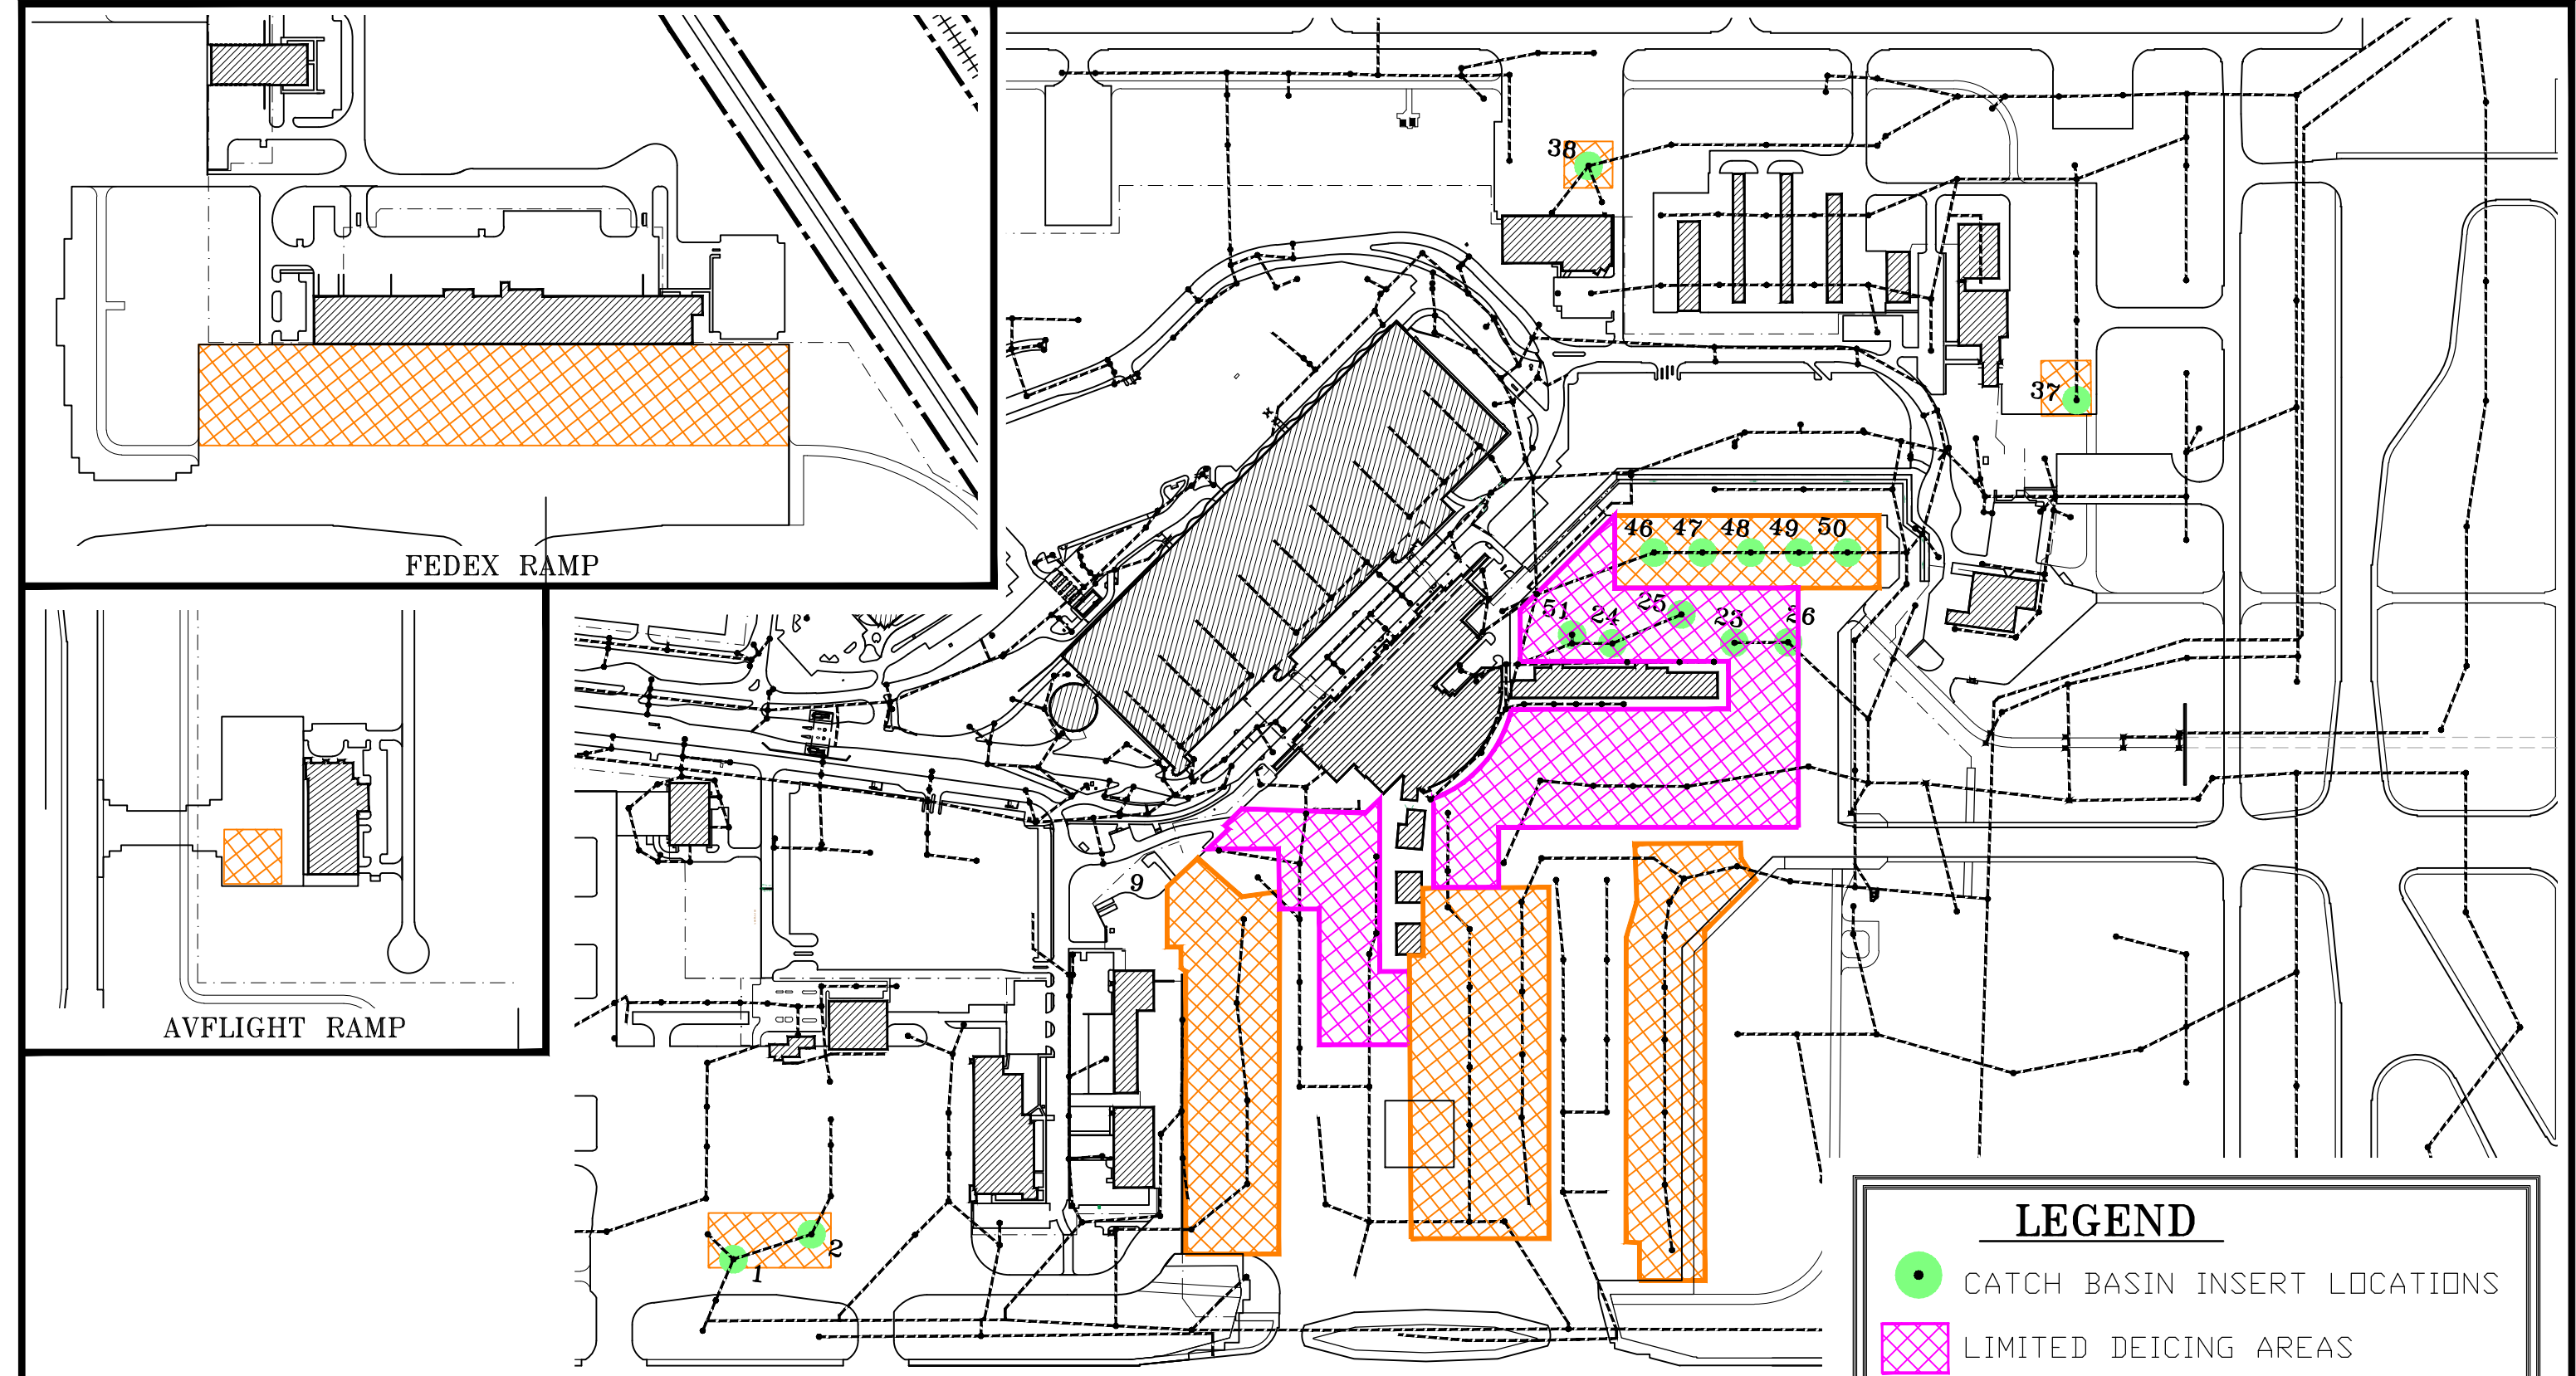 FEDEX RAMP
AVFLIGHT RAMP
38
37
46 47 48 49 50
51 24 25 23 26
9
2
1
LEGEND
CATCH BASIN INSERT LOCATIONS
LIMITED DEICING AREAS